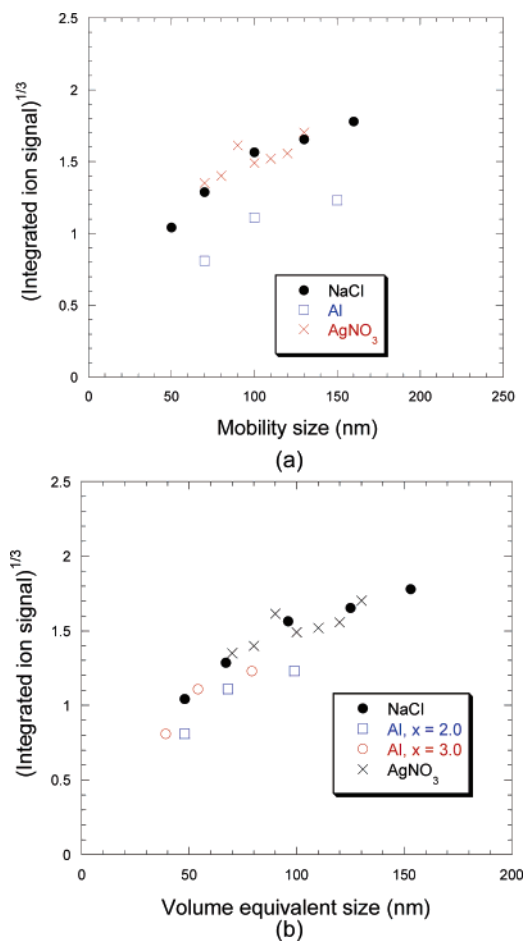 2.5
2
1.5
1
0.5
0
(Integrated ion signal)1/3
NaCl
Al
AgNO3
0 50 100 150 200 250
Mobility size (nm)
(a)
2.5
2
1.5
1
0.5
0
(Integrated ion signal)1/3
NaCl
Al, x = 2.0
Al, x = 3.0
AgNO3
0 50 100 150 200
Volume equivalent size (nm)
(b)